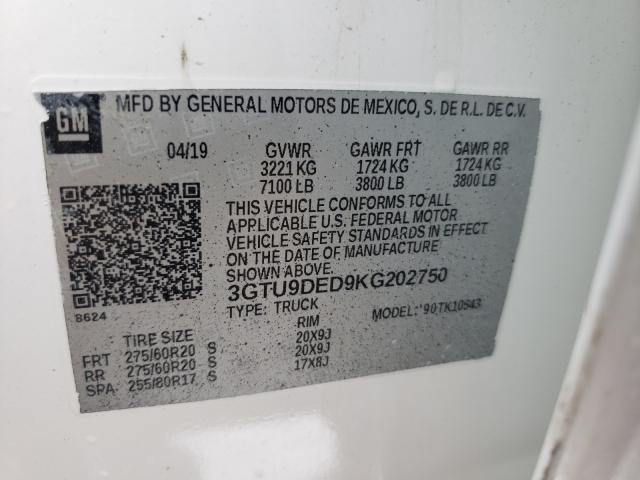 GM
MFD BY GENERAL MOTORS DE MEXICO, S. DE R.L. DE C.V.
04/19 GVWR GAWR FRT GAWR RR
3221 KG 1724 KG 1724 KG
7100 LB 3800 LB 3800 LB
THIS VEHICLE CONFORMS TO ALL
APPLICABLE U.S. FEDERAL MOTOR
VEHICLE SAFETY STANDARDS IN EFFECT
ON THE DATE OF MANUFACTURE
SHOWN ABOVE.
3GTU9DED9KG202750
8624
TYPE: TRUCK MODEL: '90TK10543
TIRE SIZE RIM
FRT 275/60R20 S 20X9J
RR 275/60R20 S 20X9J
SPA 255/80R17 S 17X8J